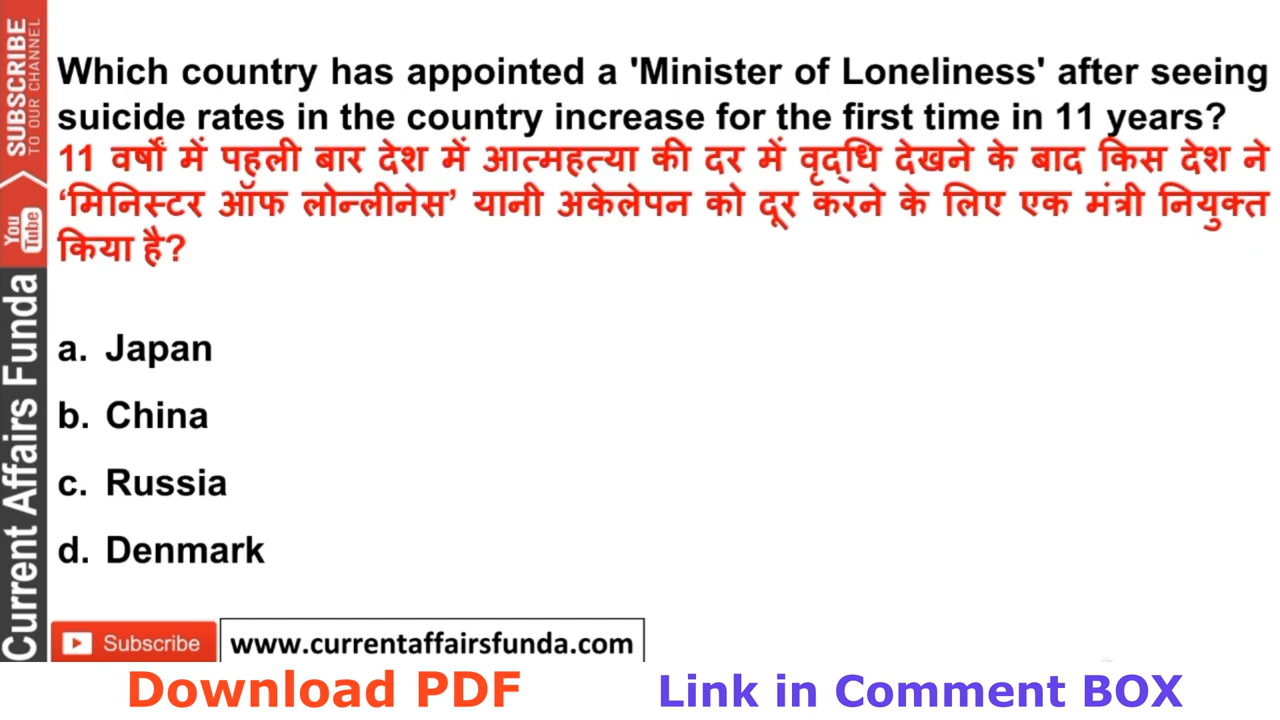 Which country has appointed a 'Minister of Loneliness' after seeing
suicide rates in the country increase for the first time in 11 years?
11 वर्षों में पहली बार देश में आत्महत्या की दर में वृद्धि देखने के बाद किस देश ने
‘मिनिस्टर ऑफ लोन्लीनेस’ यानी अकेलेपन को दूर करने के लिए एक मंत्री नियुक्त
किया है?
a. Japan
b. China
c. Russia
d. Denmark
SUBSCRIBE
TO OUR CHANNEL
You
Tube
Current Affairs Funda
Subscribe
www.currentaffairsfunda.com
Download PDF
Link in Comment BOX